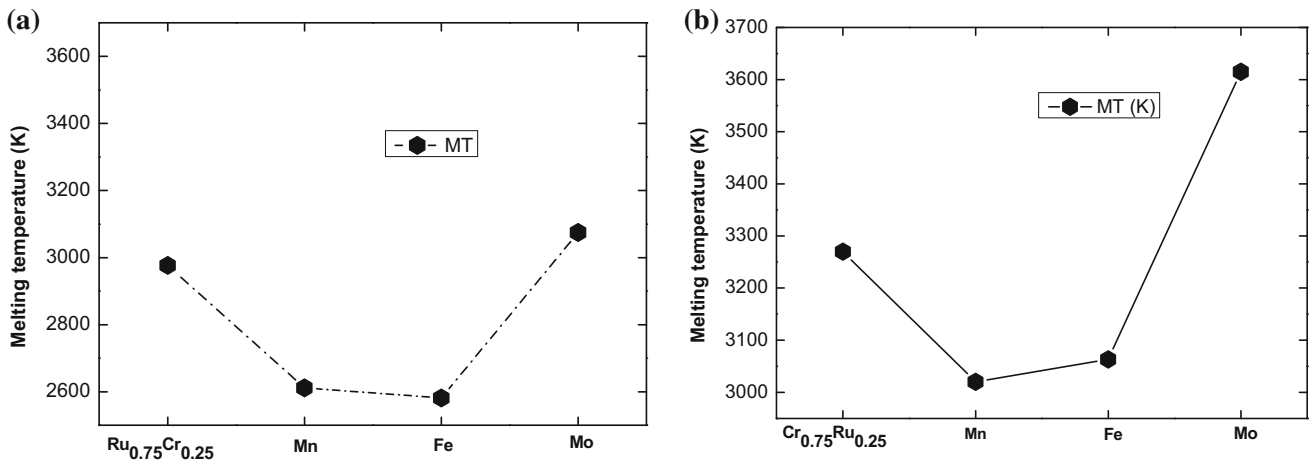 (a)
3600
3400
3200
3000
2800
2600
Melting temperature (K)
MT
Ru0.75Cr0.25 Mn Fe Mo
(b)
3700
3600
3500
3400
3300
3200
3100
3000
Melting temperature (K)
MT (K)
Cr0.75Ru0.25 Mn Fe Mo